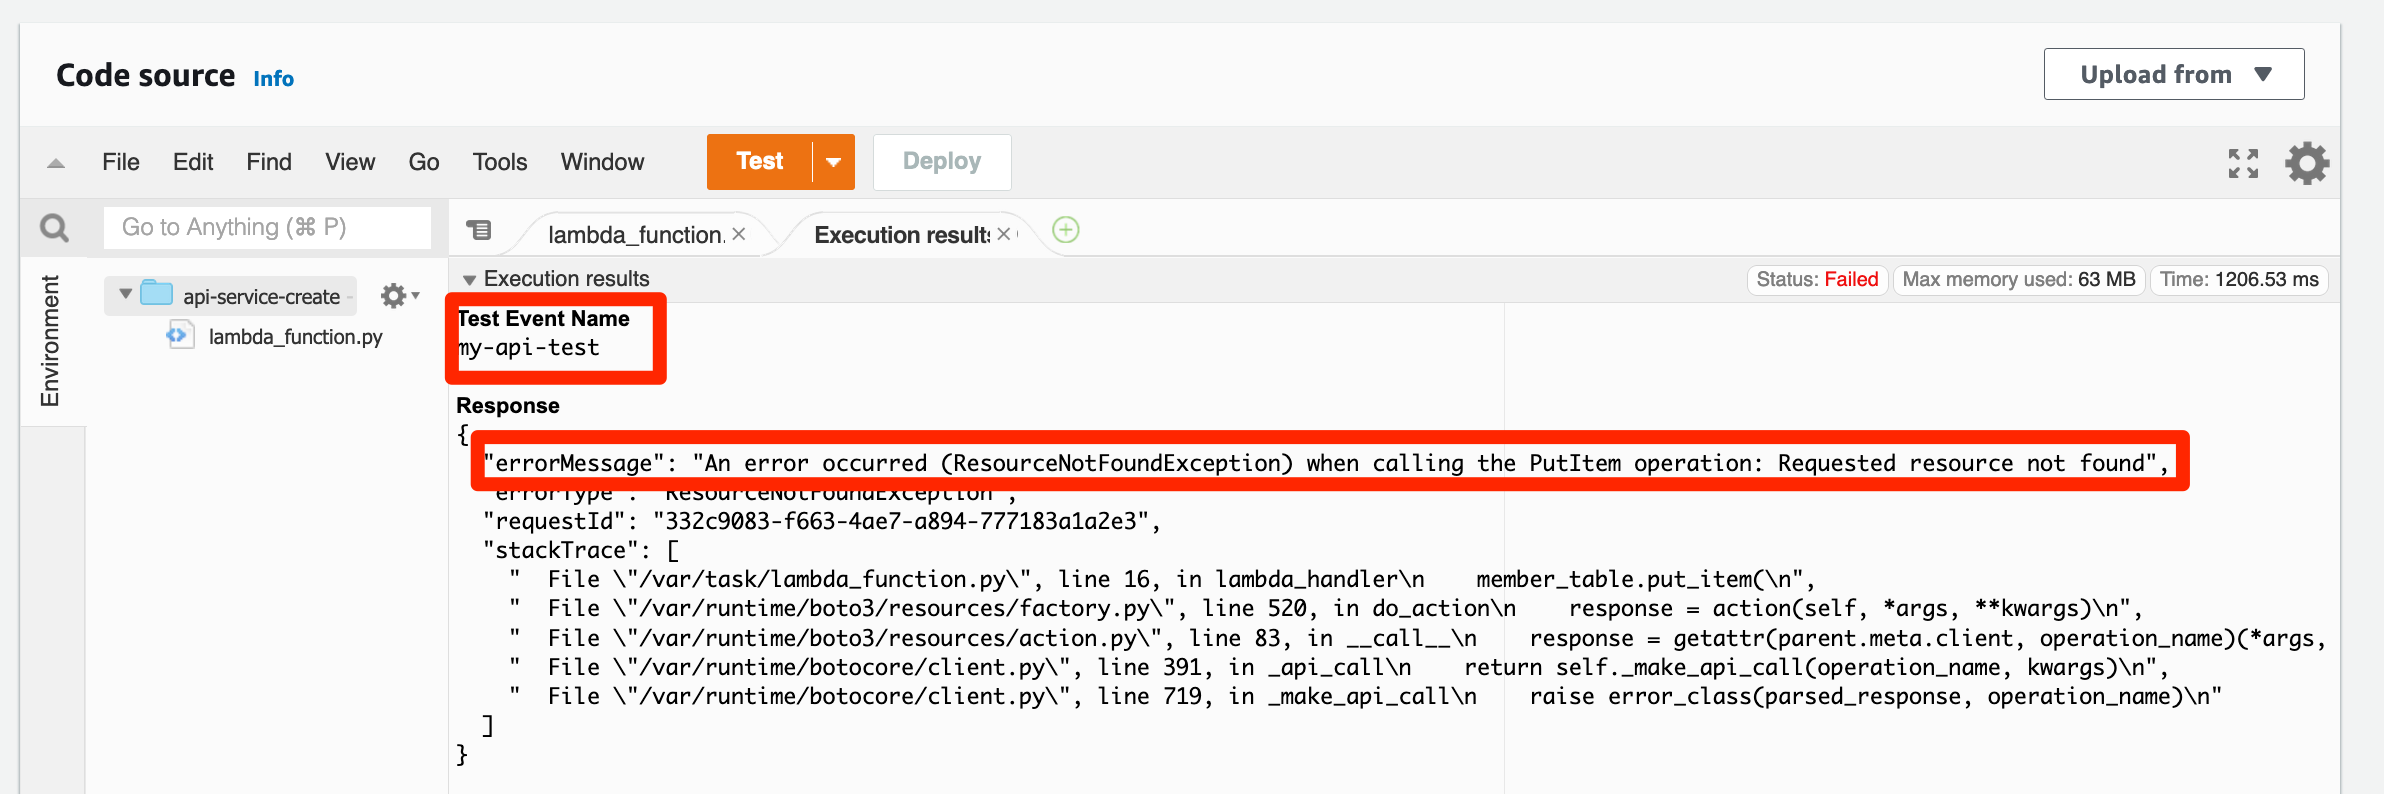 Code source Info
Upload from
File Edit Find View Go Tools Window Test Deploy
Go to Anything (⌘ P)
lambda_function. Execution results
Environment
api-service-create
lambda_function.py
Execution results
Status: Failed Max memory used: 63 MB Time: 1206.53 ms
Test Event Name
my-api-test
Response
{
"errorMessage": "An error occurred (ResourceNotFoundException) when calling the PutItem operation: Requested resource not found",
"errorType": "ResourceNotFoundException",
"requestId": "332c9083-f663-4ae7-a894-777183a1a2e3",
"stackTrace": [
"  File \"/var/task/lambda_function.py\", line 16, in lambda_handler\n    member_table.put_item(\n",
"  File \"/var/runtime/boto3/resources/factory.py\", line 520, in do_action\n    response = action(self, *args, **kwargs)\n",
"  File \"/var/runtime/boto3/resources/action.py\", line 83, in __call__\n    response = getattr(parent.meta.client, operation_name)(*args,
"  File \"/var/runtime/botocore/client.py\", line 391, in _api_call\n    return self._make_api_call(operation_name, kwargs)\n",
"  File \"/var/runtime/botocore/client.py\", line 719, in _make_api_call\n    raise error_class(parsed_response, operation_name)\n"
]
}